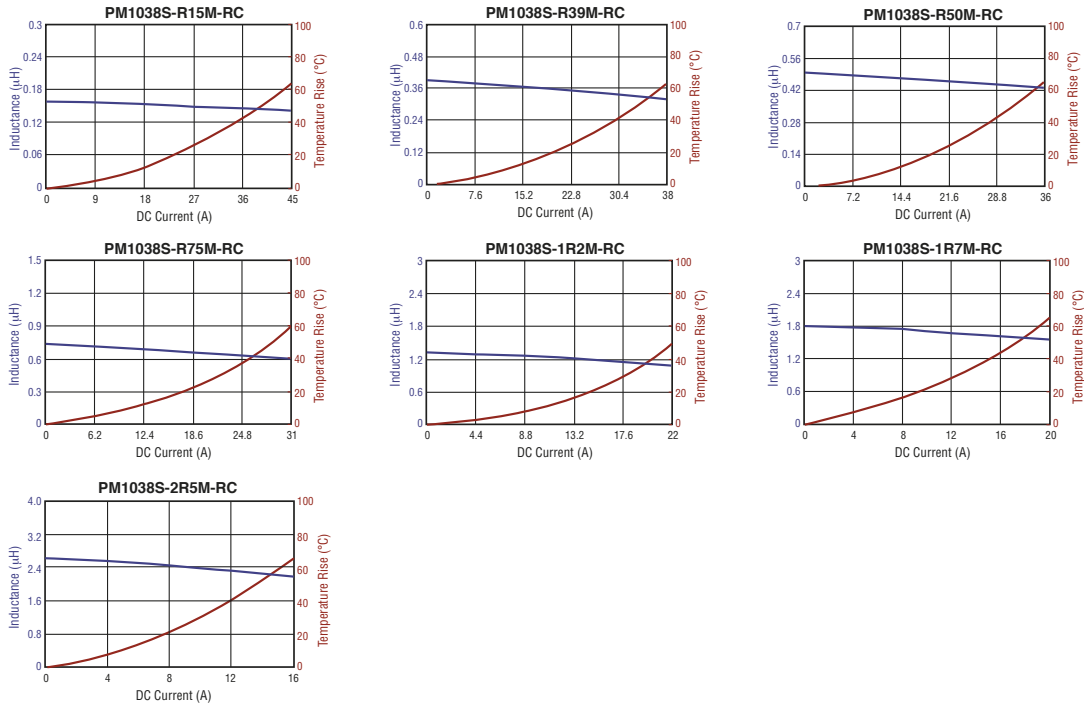 PM1038S-R15M-RC
0.3
0.24
0.18
0.12
0.06
0
Inductance (μH)
100
80
60
40
20
0
Temperature Rise (°C)
0 9 18 27 36 45
DC Current (A)
PM1038S-R39M-RC
0.6
0.48
0.36
0.24
0.12
0
Inductance (μH)
100
80
60
40
20
0
Temperature Rise (°C)
0 7.6 15.2 22.8 30.4 38
DC Current (A)
PM1038S-R50M-RC
0.7
0.56
0.42
0.28
0.14
0
Inductance (μH)
100
80
60
40
20
0
Temperature Rise (°C)
0 7.2 14.4 21.6 28.8 36
DC Current (A)
PM1038S-R75M-RC
1.5
1.2
0.9
0.6
0.3
0
Inductance (μH)
100
80
60
40
20
0
Temperature Rise (°C)
0 6.2 12.4 18.6 24.8 31
DC Current (A)
PM1038S-1R2M-RC
3
2.4
1.8
1.2
0.6
0
Inductance (μH)
100
80
60
40
20
0
Temperature Rise (°C)
0 4.4 8.8 13.2 17.6 22
DC Current (A)
PM1038S-1R7M-RC
3
2.4
1.8
1.2
0.6
0
Inductance (μH)
100
80
60
40
20
0
Temperature Rise (°C)
0 4 8 12 16 20
DC Current (A)
PM1038S-2R5M-RC
4.0
3.2
2.4
1.6
0.8
0
Inductance (μH)
100
80
60
40
20
0
Temperature Rise (°C)
0 4 8 12 16
DC Current (A)